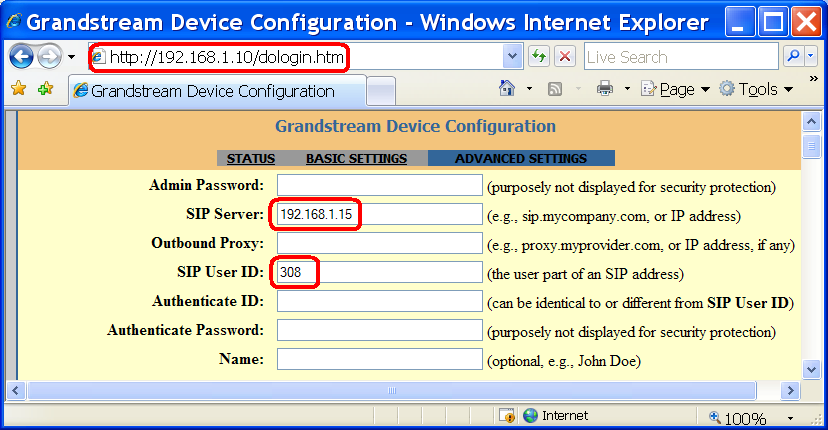 Grandstream Device Configuration - Windows Internet Explorer
http://192.168.1.10/dologin.htm
Live Search
Grandstream Device Configuration
Page
Tools
»
Grandstream Device Configuration
STATUS BASIC SETTINGS ADVANCED SETTINGS
Admin Password: (purposely not displayed for security protection)
SIP Server: 192.168.1.15 (e.g., sip.mycompany.com, or IP address)
Outbound Proxy: (e.g., proxy.myprovider.com, or IP address, if any)
SIP User ID: 308 (the user part of an SIP address)
Authenticate ID: (can be identical to or different from SIP User ID)
Authenticate Password: (purposely not displayed for security protection)
Name: (optional, e.g., John Doe)
Internet
100%